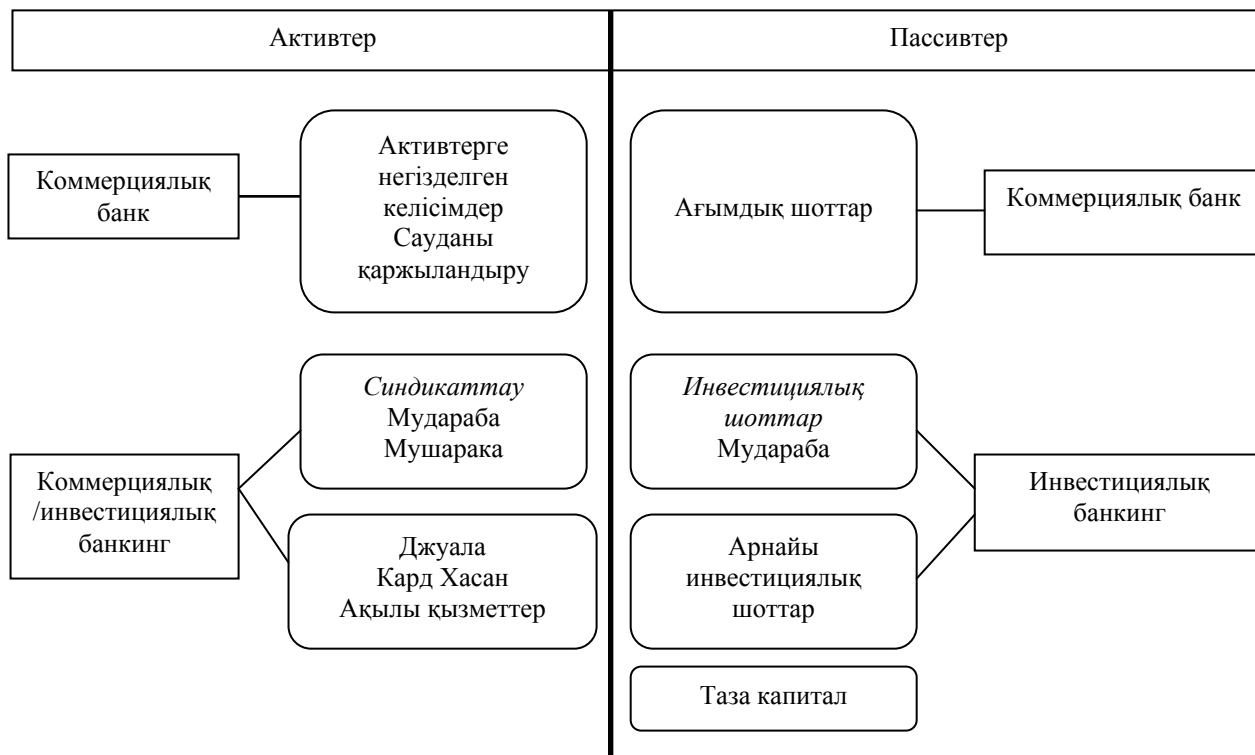 Активтер
Пассивтер
Коммерциялық
банк
Активтерге
негізделген
келісімдер
Сауданы
қаржыландыру
Ағымдық шоттар
Коммерциялық банк
Коммерциялық
/инвестициялық
банкинг
Синдикаттау
Мудараба
Мушарака
Джуала
Кард Хасан
Ақылы қызметтер
Инвестициялық
шоттар
Мудараба
Арнайы
инвестициялық
шоттар
Инвестициялық
банкинг
Таза капитал